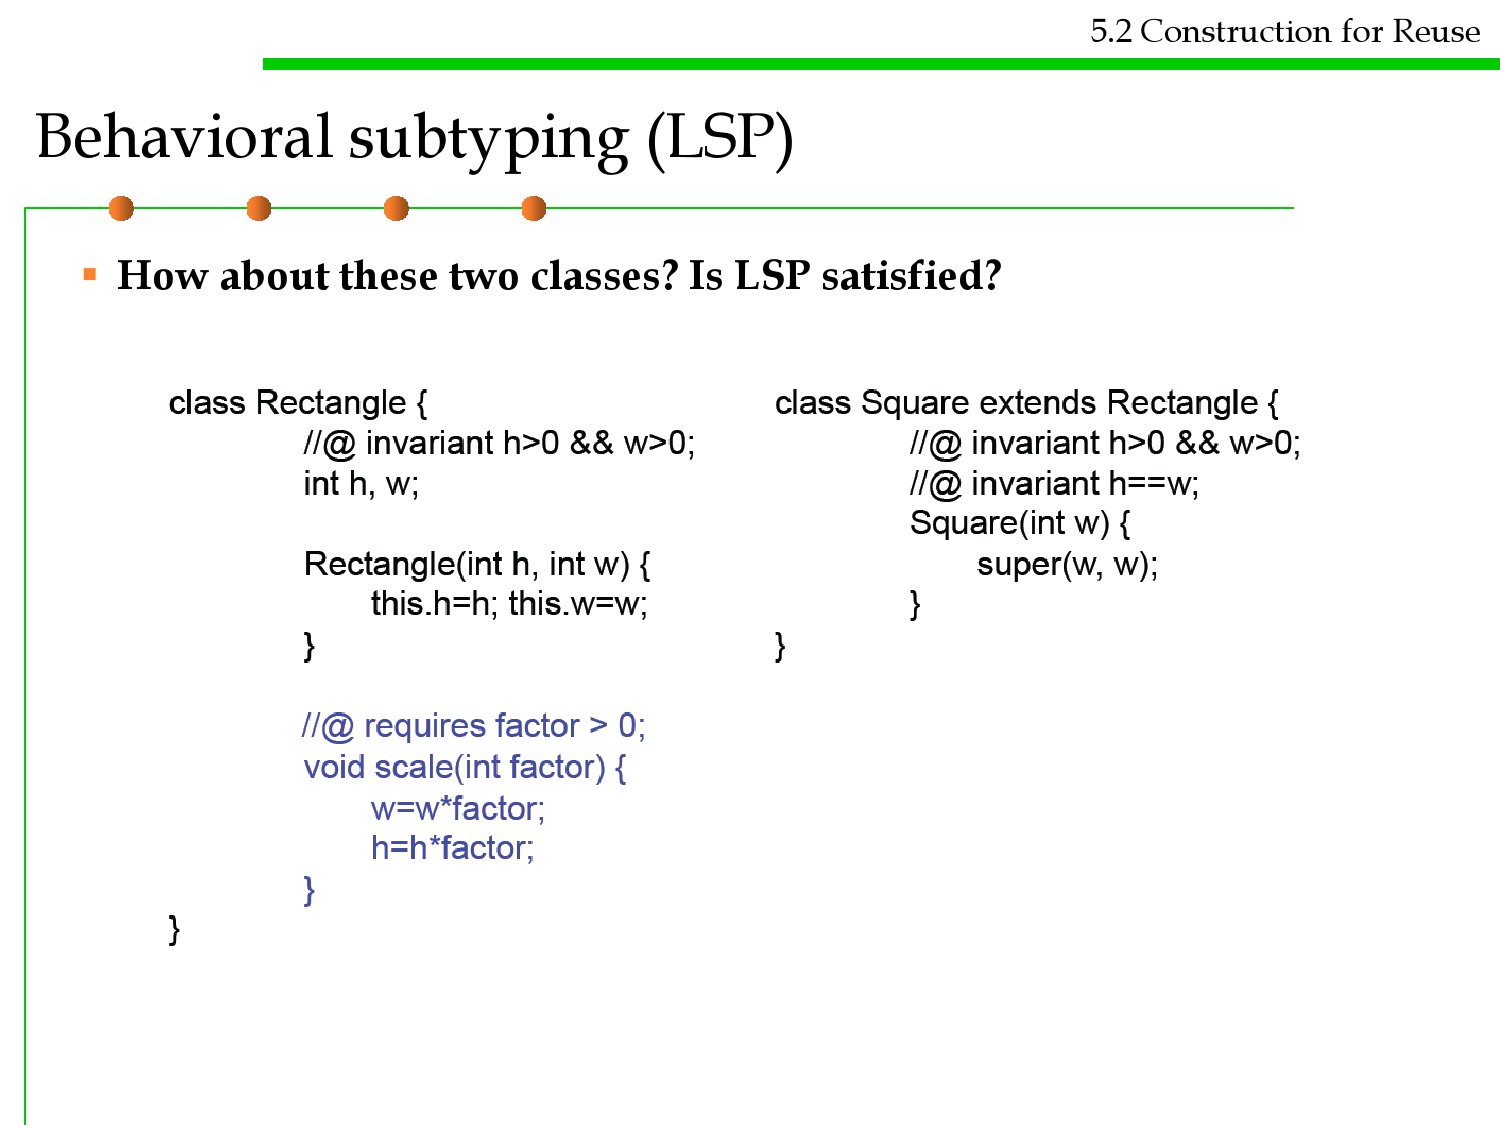 5.2 Construction for Reuse
Behavioral subtyping (LSP)
▪ How about these two classes? Is LSP satisfied?
class Rectangle {
//@ invariant h>0 && w>0;
int h, w;
Rectangle(int h, int w) {
this.h=h; this.w=w;
}
//@ requires factor > 0;
void scale(int factor) {
w=w*factor;
h=h*factor;
}
}
class Square extends Rectangle {
//@ invariant h>0 && w>0;
//@ invariant h==w;
Square(int w) {
super(w, w);
}
}